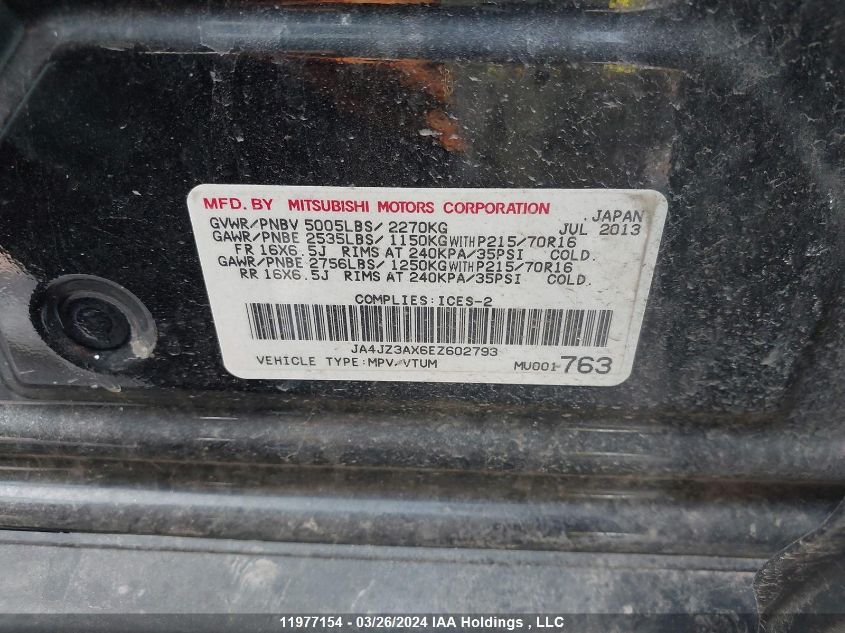 MFD. BY MITSUBISHI MOTORS CORPORATION . JAPAN
GVWR/PNBV 5005LBS/ 2270KG JUL 2013
GAWR/PNBE 2535LBS/ 1150KG WITH P215/70R16
FR 16X6.5J RIMS AT 240KPA/35PSI COLD.
GAWR/PNBE 2756LBS/ 1250KG WITH P215/70R16
RR 16X6.5J RIMS AT 240KPA/35PSI COLD.
COMPLIES:ICES-2
JA4JZ3AX6EZ602793
VEHICLE TYPE:MPV/VTUM MU001-763
11977154 - 03/26/2024 IAA Holdings , LLC